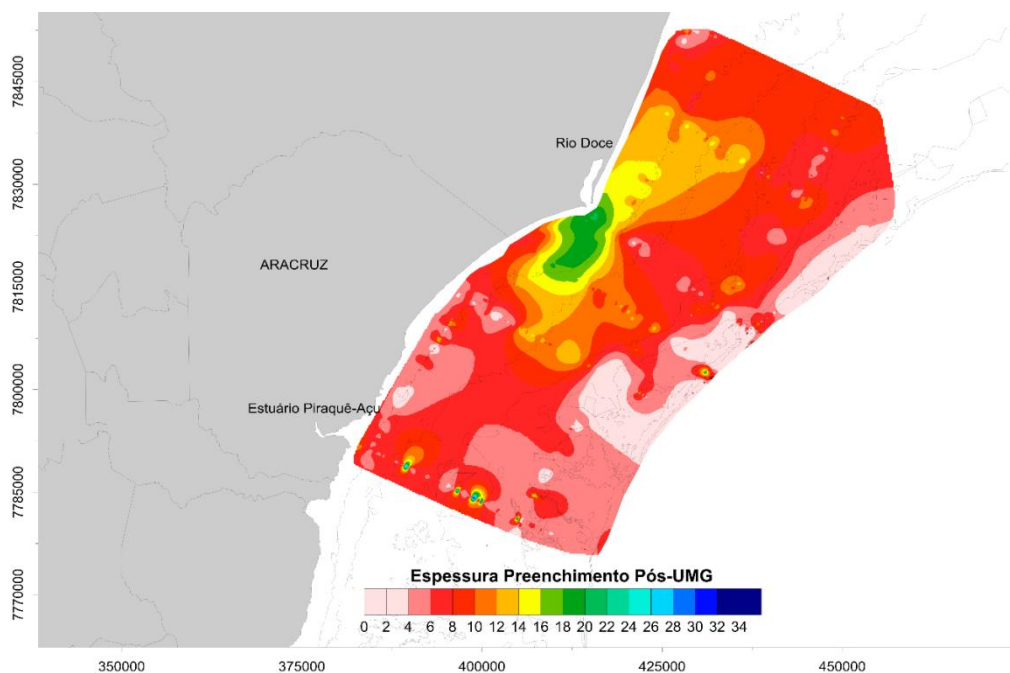 7845000
7830000
7815000
7800000
7785000
7770000
Rio Doce
ARACRUZ
Estuário Piraquê-Açu
Espessura Preenchimento Pós-UMG
0 2 4 6 8 10 12 14 16 18 20 22 24 26 28 30 32 34
350000 375000 400000 425000 450000